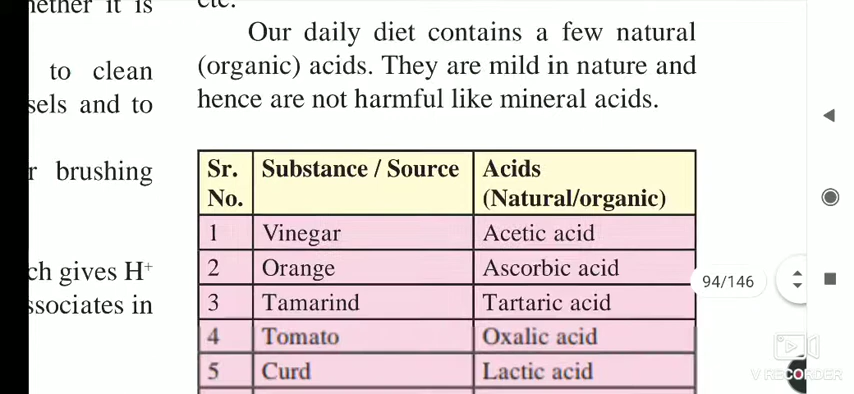 nether it is
etc.
Our daily diet contains a few natural
to clean
(organic) acids. They are mild in nature and
sels and to
hence are not harmful like mineral acids.
r brushing
Sr. No. Substance / Source Acids (Natural/organic)
1 Vinegar Acetic acid
2 Orange Ascorbic acid
3 Tamarind Tartaric acid
4 Tomato Oxalic acid
5 Curd Lactic acid
ch gives H⁺
ssociates in
94/146
V RECORDER